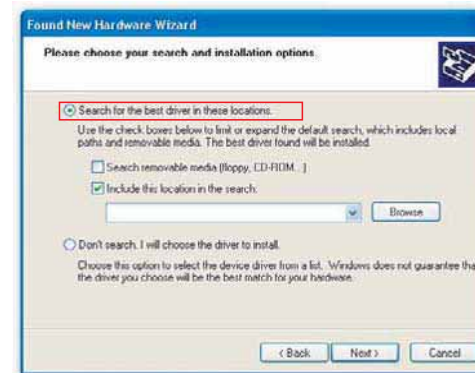 Found New Hardware Wizard
Please choose your search and installation options.
Search for the best driver in these locations.
Use the check boxes below to limit or expand the default search, which includes local
paths and removable media. The best driver found will be installed.
Search removable media (floppy, CD-ROM...)
Include this location in the search:
Browse
Don't search. I will choose the driver to install.
Choose this option to select the device driver from a list. Windows does not guarantee tha
the driver you choose will be the best match for your hardware.
< Back
Next >
Cancel